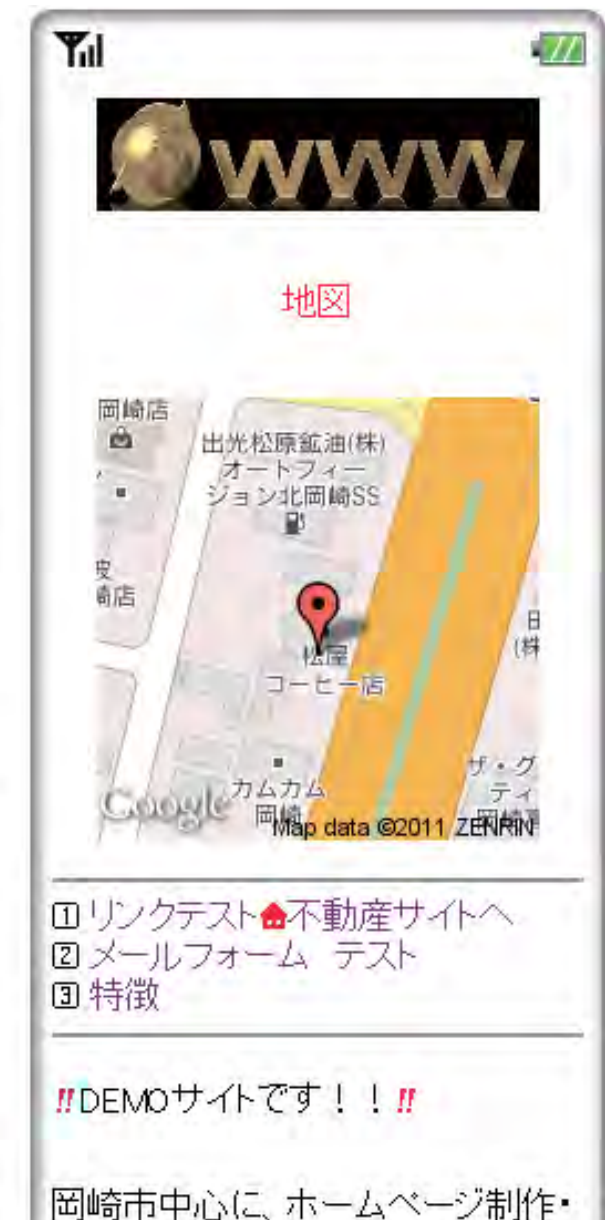 WWW
地図
岡崎店
出光松原鉱油(株)
オートフィー
ジョン北岡崎SS
崎店
(株
松屋
コーヒー店
ザ・グ
カムカム
ティ
岡崎
Google
Map data ©2011 ZENRIN
1 リンクテスト不動産サイトへ
2 メールフォーム テスト
3 特徴
!!DEMOサイトです!!!!
岡崎市中心に、ホームページ制作・